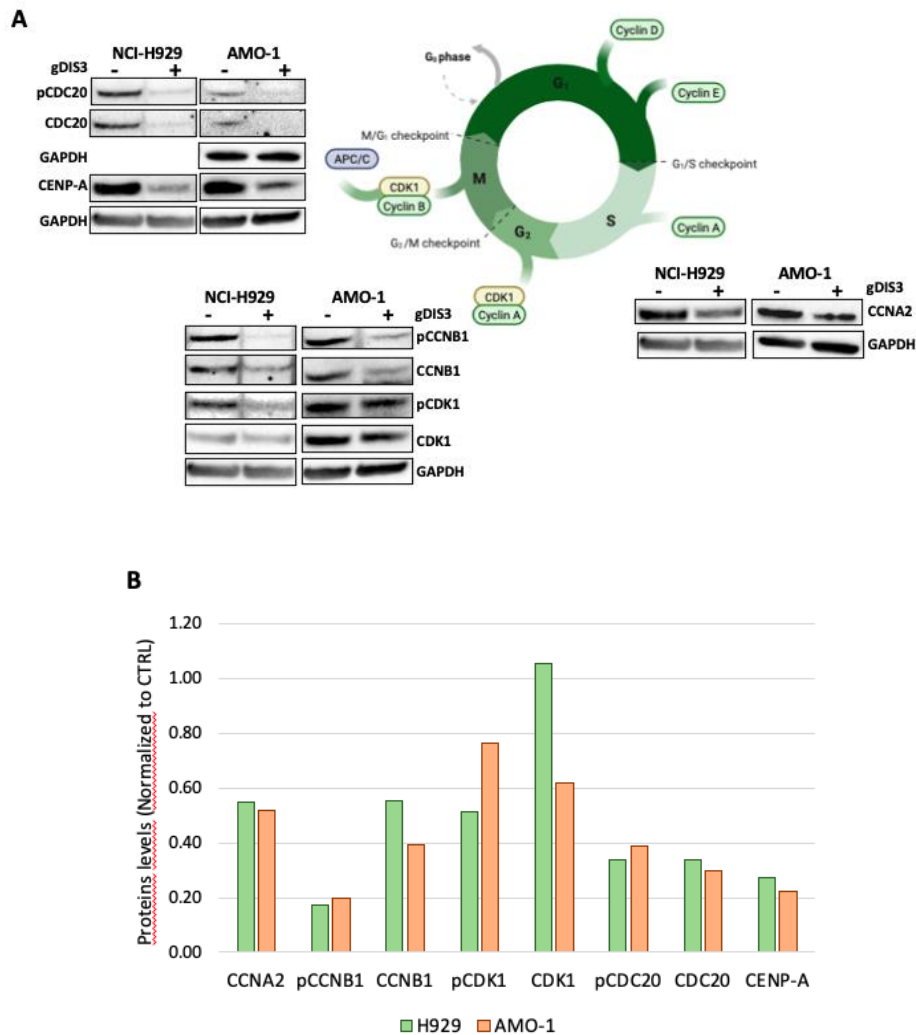 A
NCI-H929 AMO-1
gDIS3 - + - +
pCDC20
CDC20
GAPDH
CENP-A
GAPDH
G₀ phase
G₁
Cyclin D
Cyclin E
M/G₁ checkpoint
G₁/S checkpoint
APC/C
CDK1
Cyclin B
M
S
G₂
Cyclin A
G₂/M checkpoint
CDK1
Cyclin A
NCI-H929 AMO-1
- + - + gDIS3
CCNA2
GAPDH
NCI-H929 AMO-1
- + - + gDIS3
pCCNB1
CCNB1
pCDK1
CDK1
GAPDH
B
Proteins levels (Normalized to CTRL)
1.20
1.00
0.80
0.60
0.40
0.20
0.00
CCNA2 pCCNB1 CCNB1 pCDK1 CDK1 pCDC20 CDC20 CENP-A
H929 AMO-1